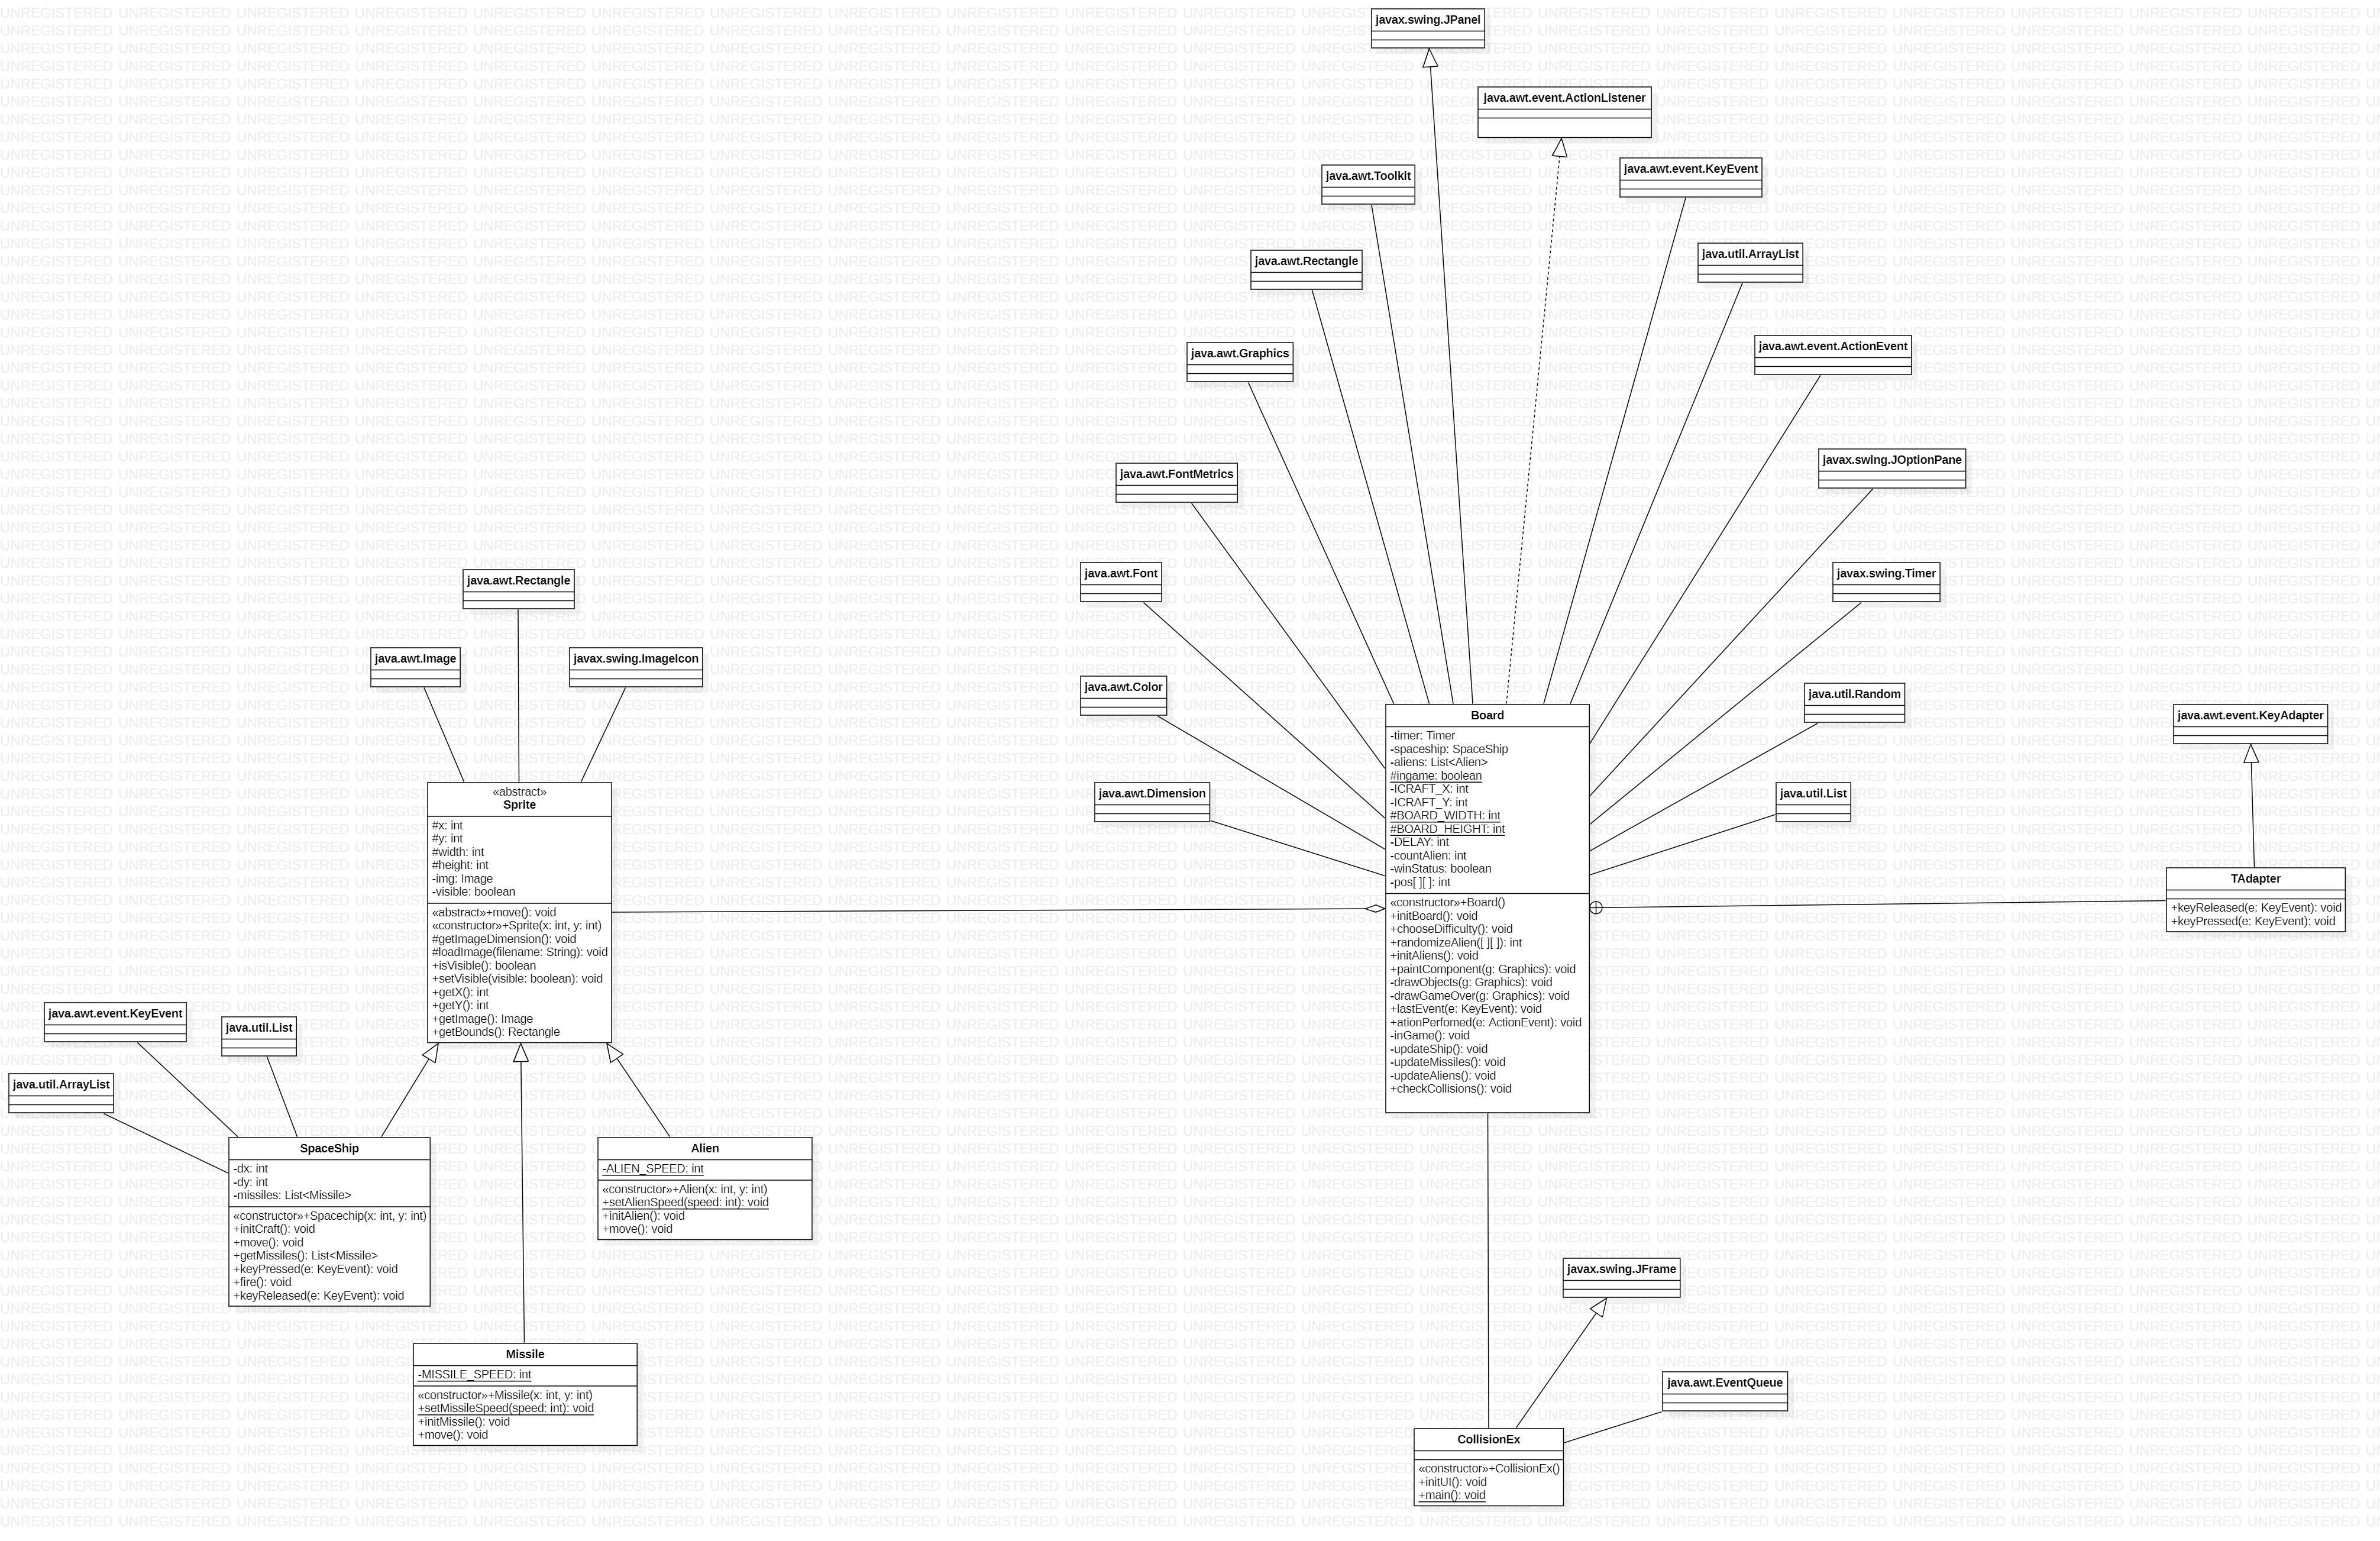 javax.swing.JPanel
java.awt.event.ActionListener
java.awt.Toolkit
java.awt.event.KeyEvent
java.awt.Rectangle
java.util.ArrayList
java.awt.Graphics
java.awt.event.ActionEvent
java.awt.FontMetrics
javax.swing.JOptionPane
java.awt.Font
javax.swing.Timer
java.awt.Color
java.util.Random
java.awt.Dimension
java.util.List
java.awt.Rectangle
java.awt.Image
javax.swing.ImageIcon
«abstract»
Sprite
#x: int
#y: int
#width: int
#height: int
-img: Image
-visible: boolean
«abstract»+move(): void
«constructor»+Sprite(x: int, y: int)
#getImageDimension(): void
#loadImage(filename: String): void
+isVisible(): boolean
+setVisible(visible: boolean): void
+getX(): int
+getY(): int
+getImage(): Image
+getBounds(): Rectangle
Board
-timer: Timer
-spaceship: SpaceShip
-aliens: List<Alien>
#ingame: boolean
-ICRAFT_X: int
-ICRAFT_Y: int
#BOARD_WIDTH: int
#BOARD_HEIGHT: int
-DELAY: int
-countAlien: int
-winStatus: boolean
-pos[ ][ ]: int
«constructor»+Board()
+initBoard(): void
+chooseDifficulty(): void
+randomizeAlien([ ][ ]): int
+initAliens(): void
+paintComponent(g: Graphics): void
-drawObjects(g: Graphics): void
-drawGameOver(g: Graphics): void
+lastEvent(e: KeyEvent): void
+ationPerfomed(e: ActionEvent): void
-inGame(): void
-updateShip(): void
-updateMissiles(): void
-updateAliens(): void
+checkCollisions(): void
java.awt.event.KeyAdapter
TAdapter
+keyReleased(e: KeyEvent): void
+keyPressed(e: KeyEvent): void
java.awt.event.KeyEvent
java.util.List
java.util.ArrayList
SpaceShip
-dx: int
-dy: int
-missiles: List<Missile>
«constructor»+Spacechip(x: int, y: int)
+initCraft(): void
+move(): void
+getMissiles(): List<Missile>
+keyPressed(e: KeyEvent): void
+fire(): void
+keyReleased(e: KeyEvent): void
Alien
-ALIEN_SPEED: int
«constructor»+Alien(x: int, y: int)
+setAlienSpeed(speed: int): void
+initAlien(): void
+move(): void
Missile
-MISSILE_SPEED: int
«constructor»+Missile(x: int, y: int)
+setMissileSpeed(speed: int): void
+initMissile(): void
+move(): void
javax.swing.JFrame
java.awt.EventQueue
CollisionEx
«constructor»+CollisionEx()
+initUI(): void
+main(): void